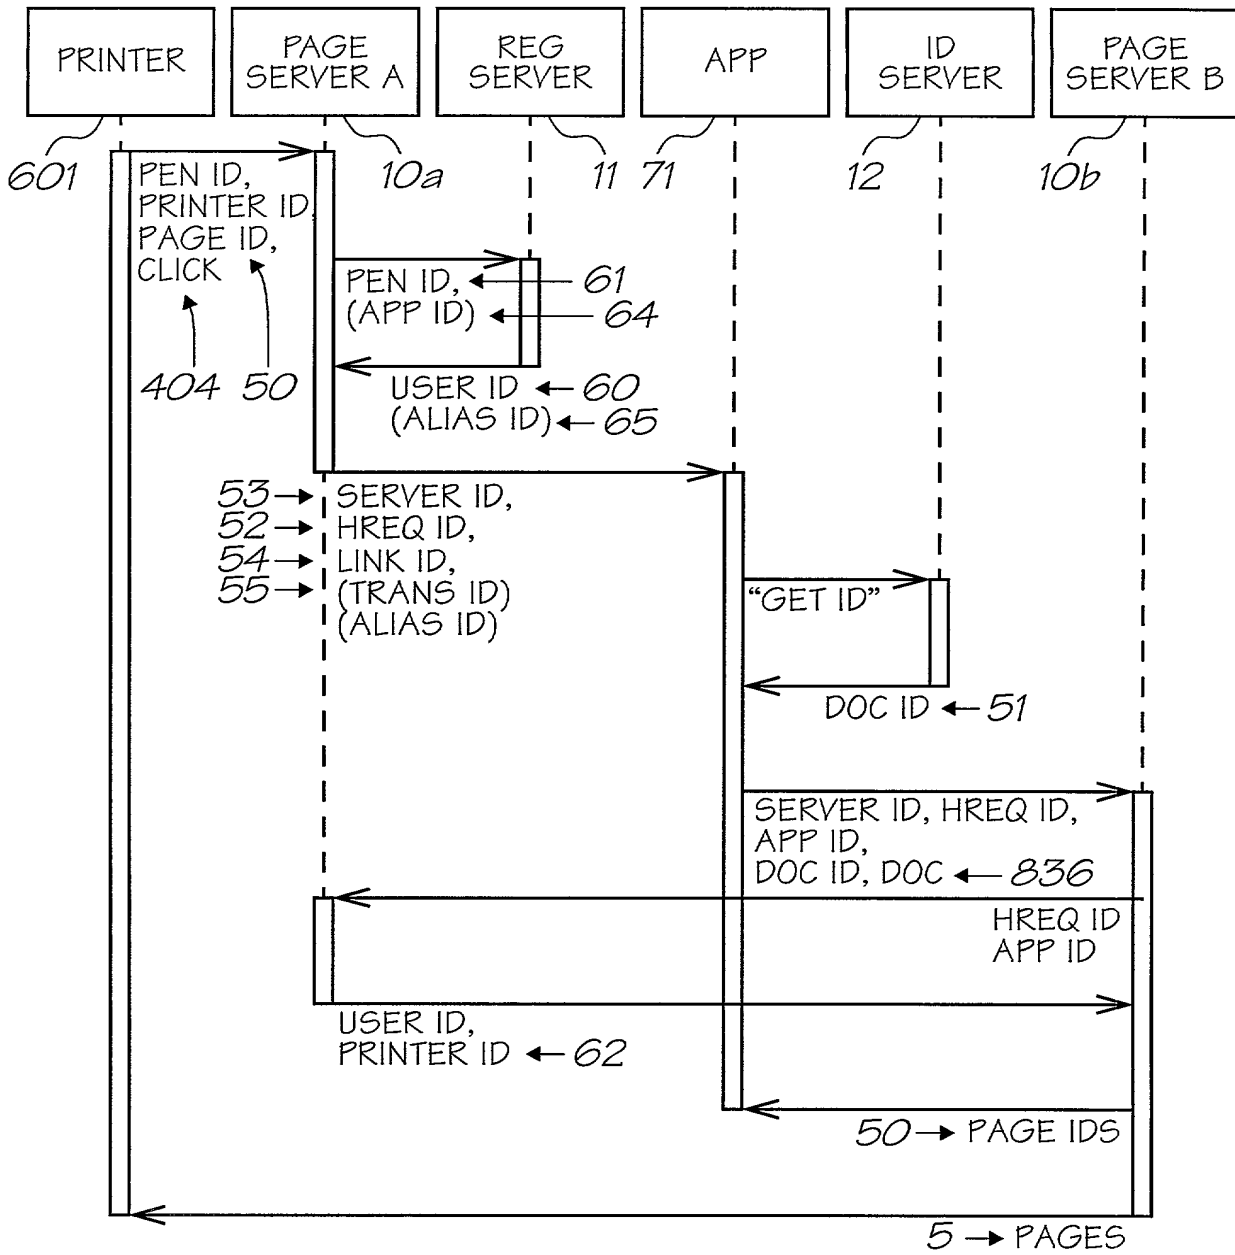 PRINTER
PAGE
SERVER A
REG
SERVER
APP
ID
SERVER
PAGE
SERVER B
601
10a
11
71
12
10b
PEN ID,
PRINTER ID,
PAGE ID,
CLICK
404
50
PEN ID,
61
(APP ID)
64
USER ID
60
(ALIAS ID)
65
53
SERVER ID,
52
HREQ ID,
54
LINK ID,
55
(TRANS ID)
(ALIAS ID)
“GET ID”
DOC ID
51
SERVER ID, HREQ ID,
APP ID,
DOC ID, DOC
836
HREQ ID
APP ID
USER ID,
PRINTER ID
62
50
PAGE IDS
5
PAGES